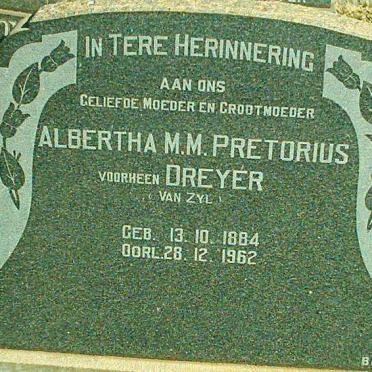 In Tere Herinnering
aan ons
Geliefde Moeder en Grootmoeder
Albertha M.M. Pretorius
voorheen Dreyer
(van Zyl)
Geb. 13. 10. 1884
Oorl. 28. 12. 1962
B